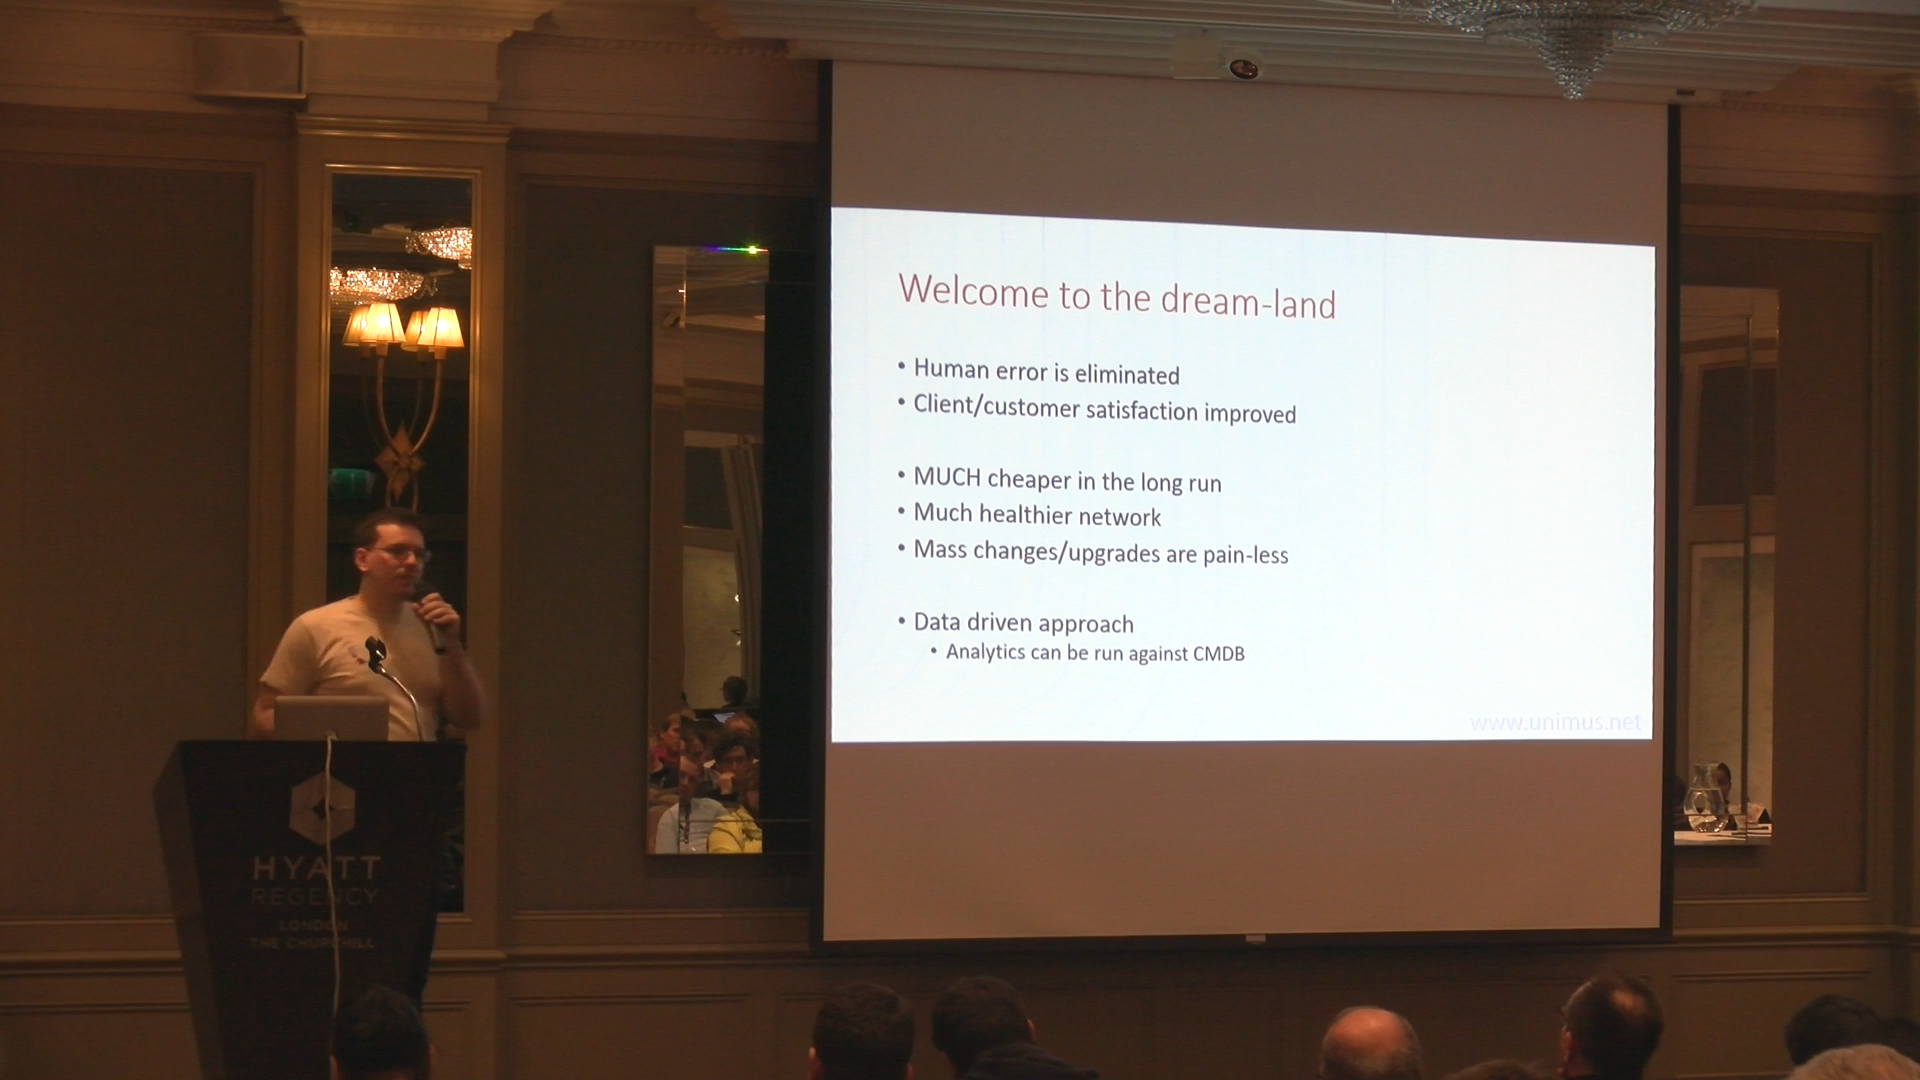 Welcome to the dream-land
• Human error is eliminated
• Client/customer satisfaction improved
• MUCH cheaper in the long run
• Much healthier network
• Mass changes/upgrades are pain-less
• Data driven approach
• Analytics can be run against CMDB
www.unimus.net
HYATT
REGENCY
LONDON
THE CHURCHILL